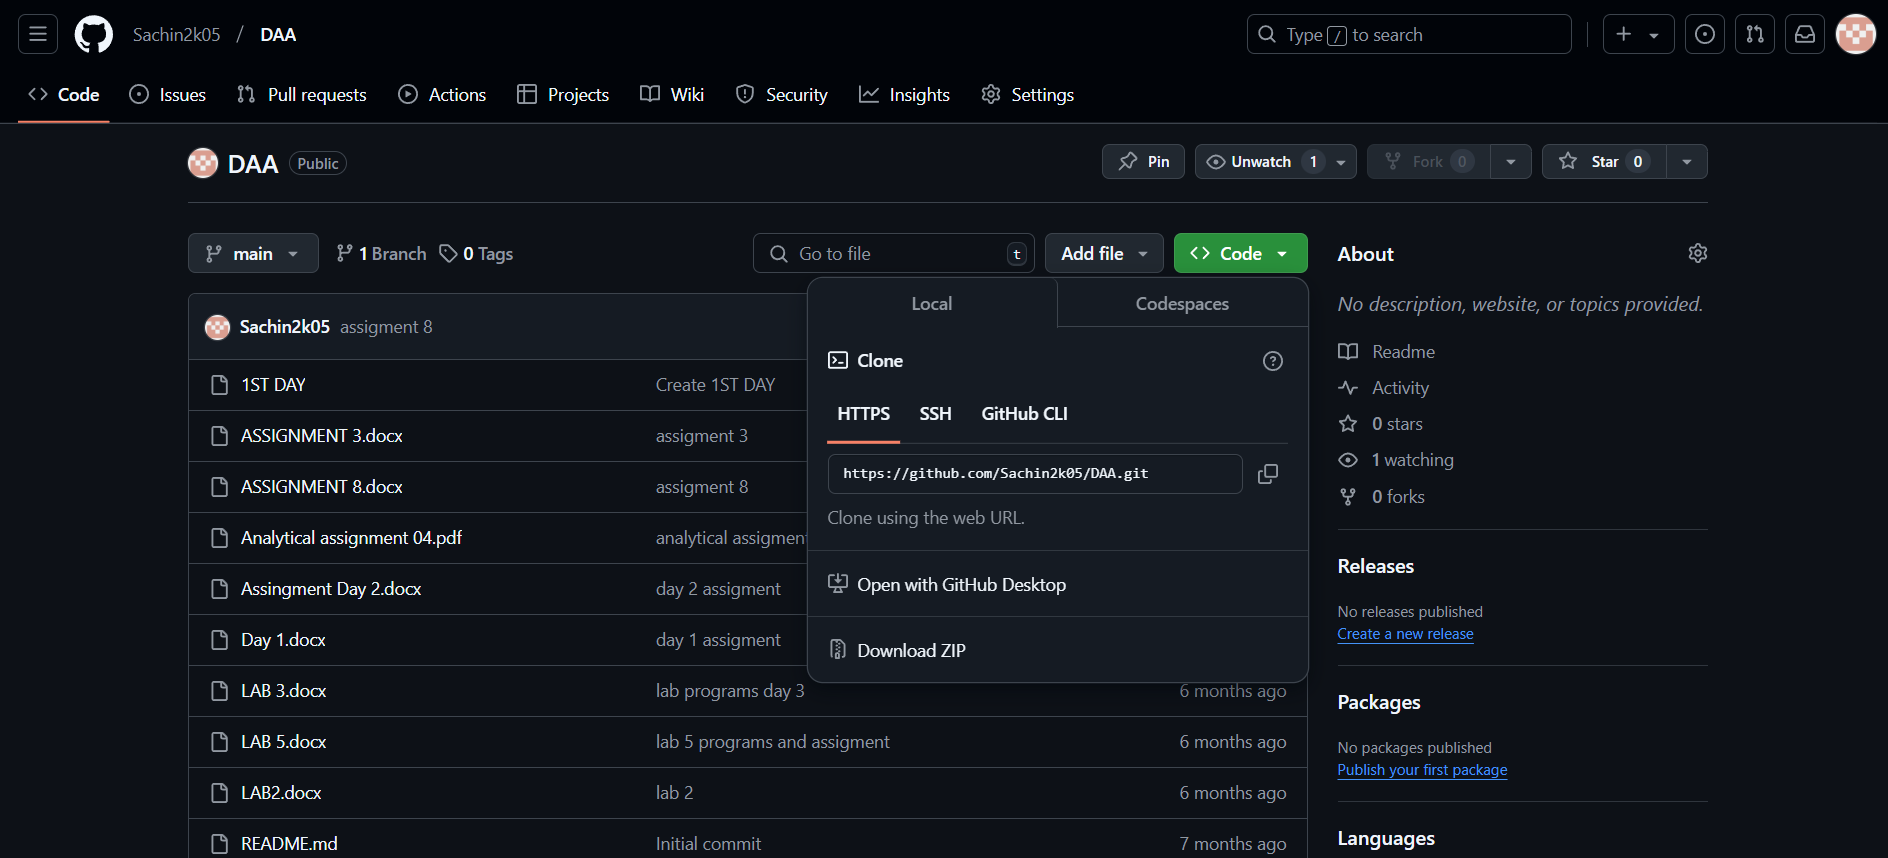 Sachin2k05 / DAA
Type / to search
Code Issues Pull requests Actions Projects Wiki Security Insights Settings
DAA Public
Pin Unwatch 1 Fork 0 Star 0
main 1 Branch 0 Tags Go to file t Add file Code
Local Codespaces
Clone
HTTPS SSH GitHub CLI
https://github.com/Sachin2k05/DAA.git
Clone using the web URL.
Open with GitHub Desktop
Download ZIP
Sachin2k05 assigment 8
1ST DAY Create 1ST DAY
ASSIGNMENT 3.docx assigment 3
ASSIGNMENT 8.docx assigment 8
Analytical assignment 04.pdf analytical assigmen
Assingment Day 2.docx day 2 assigment
Day 1.docx day 1 assigment
LAB 3.docx lab programs day 3 6 months ago
LAB 5.docx lab 5 programs and assigment 6 months ago
LAB2.docx lab 2 6 months ago
README.md Initial commit 7 months ago
About
No description, website, or topics provided.
Readme
Activity
0 stars
1 watching
0 forks
Releases
No releases published
Create a new release
Packages
No packages published
Publish your first package
Languages